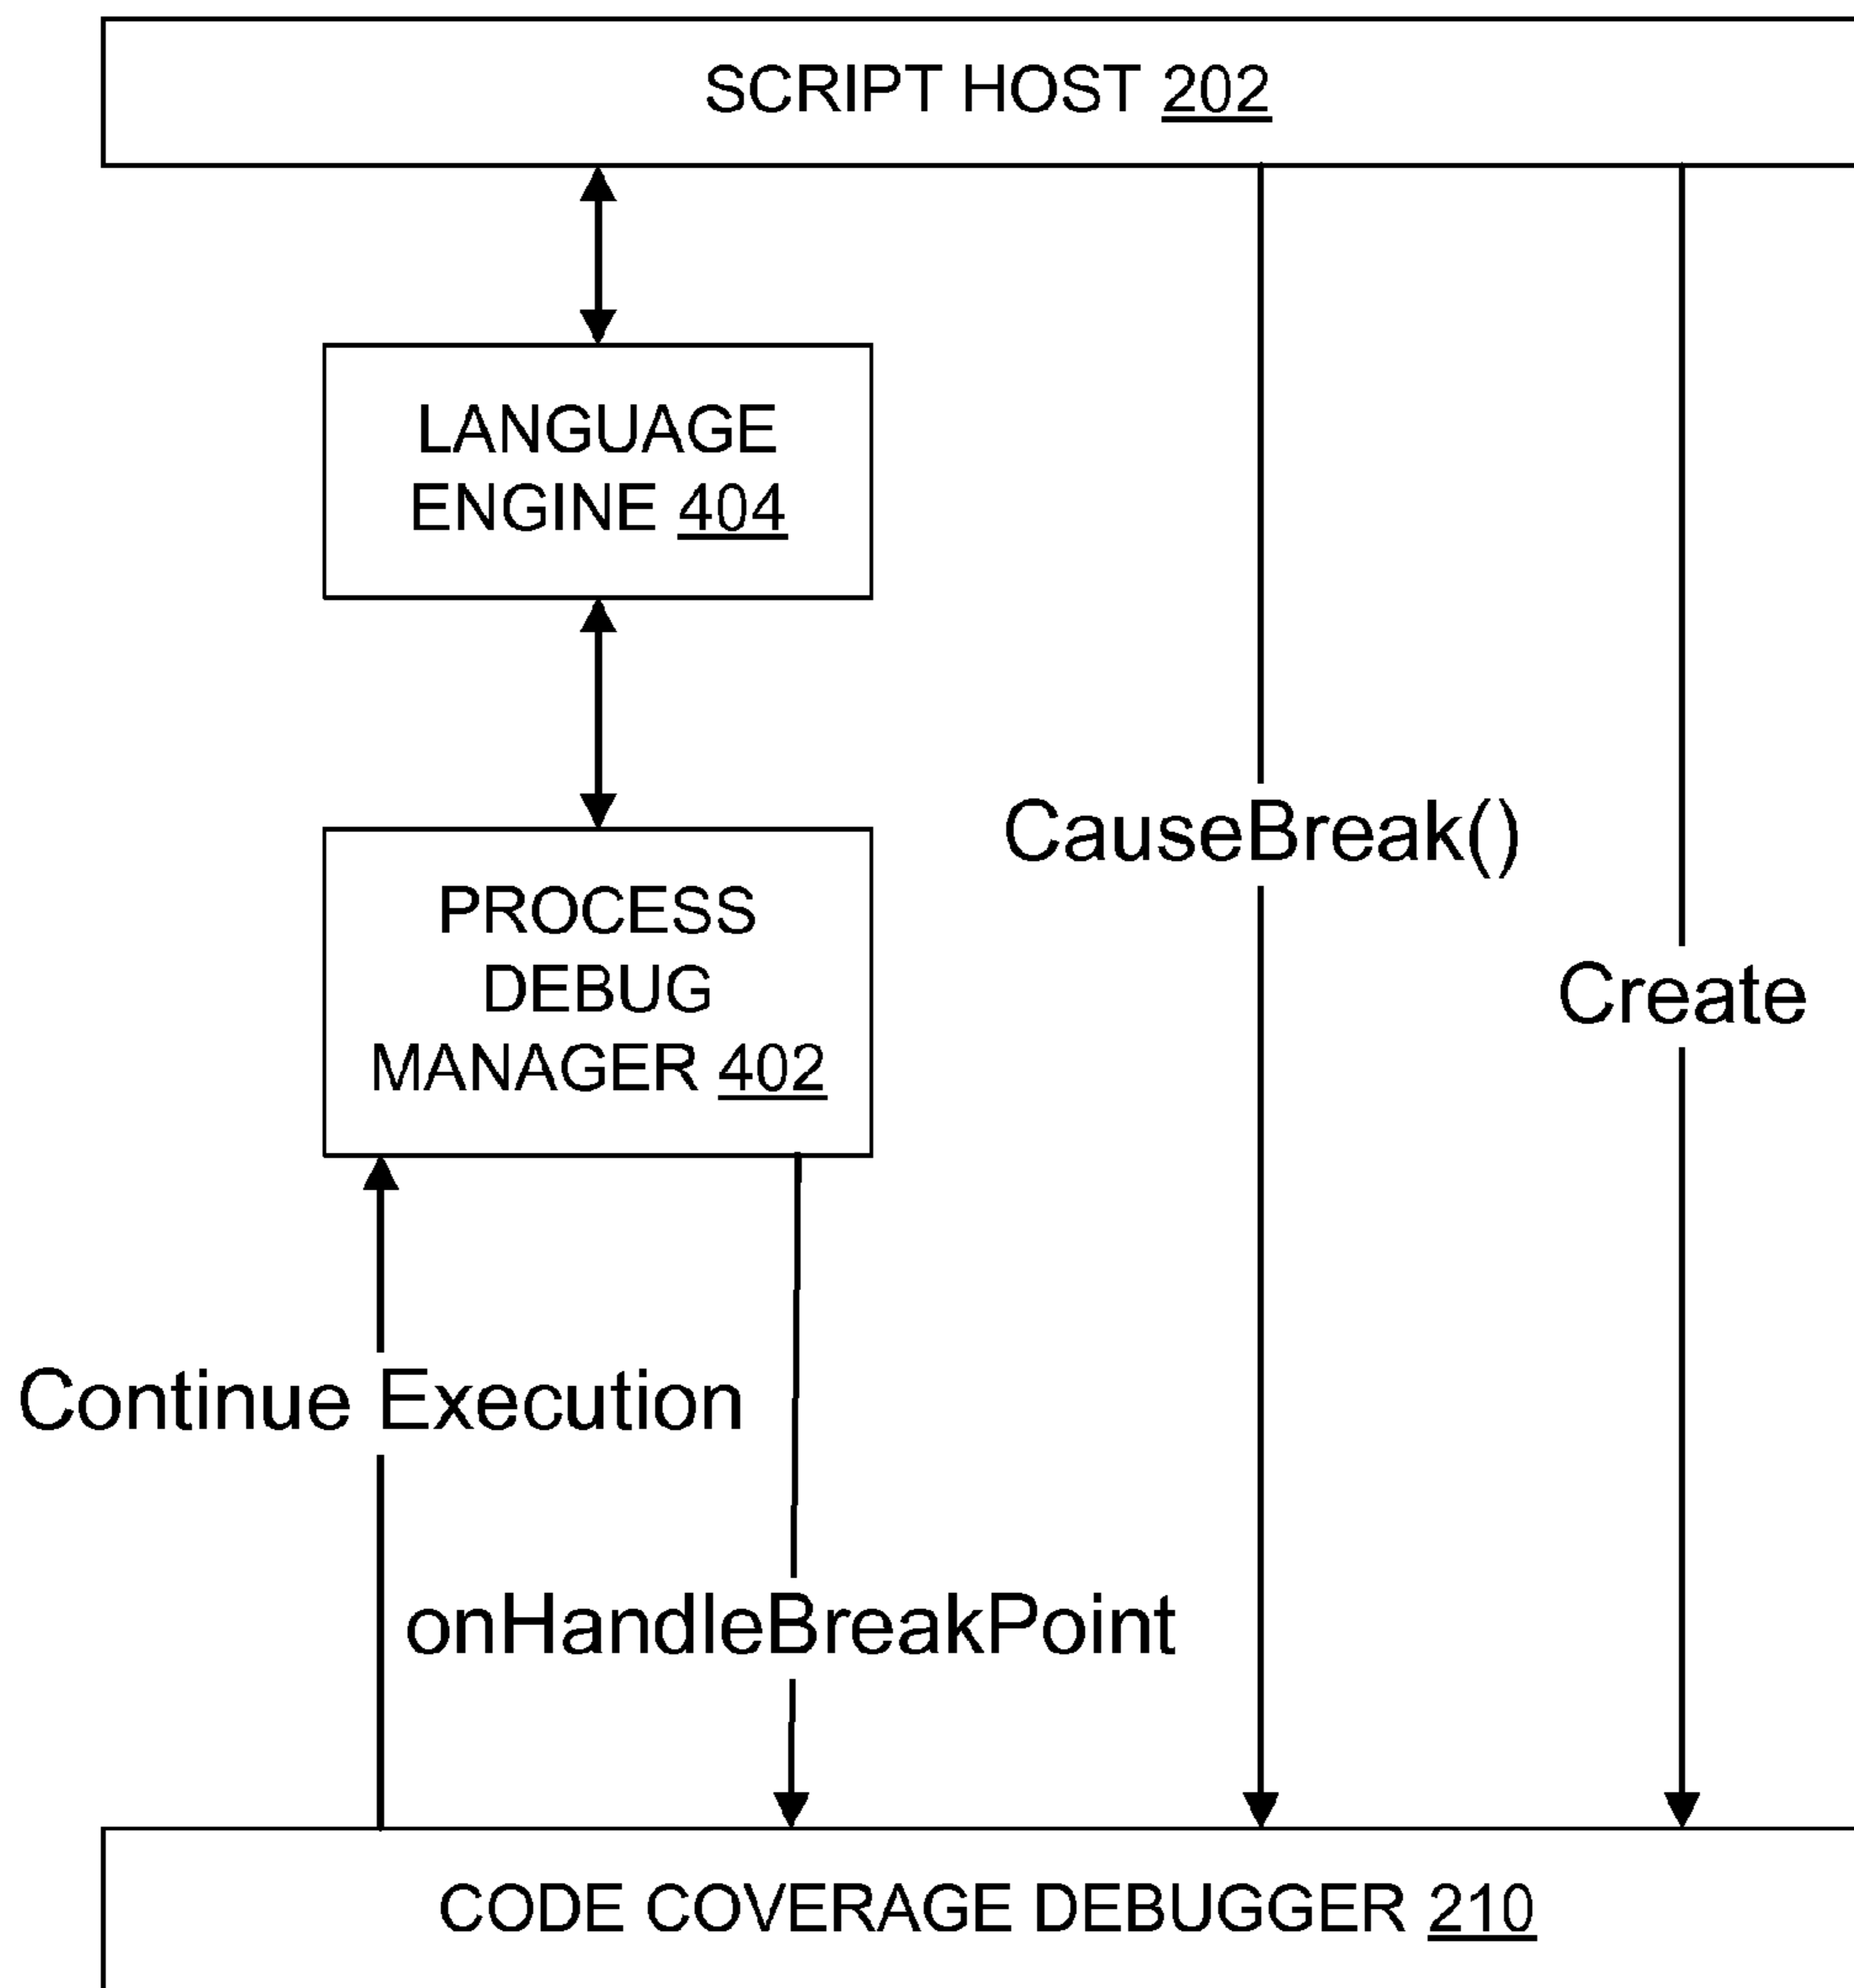 SCRIPT HOST 202
LANGUAGE
ENGINE 404
PROCESS
DEBUG
MANAGER 402
CauseBreak()
Create
Continue Execution
onHandleBreakPoint
CODE COVERAGE DEBUGGER 210